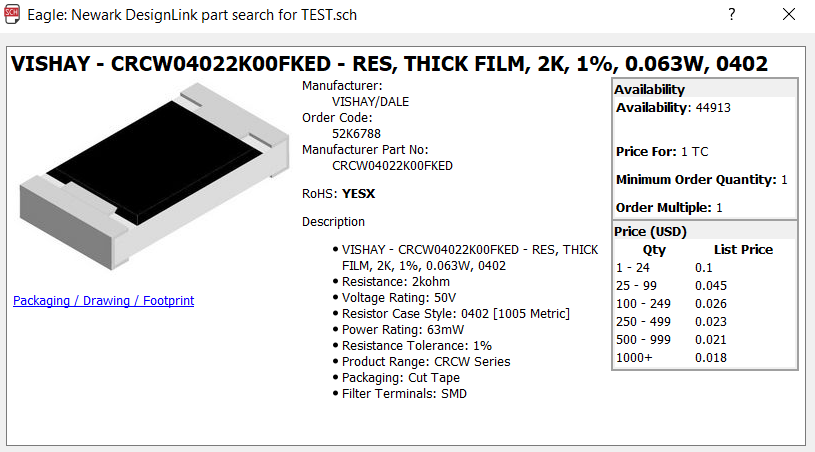 Eagle: Newark DesignLink part search for TEST.sch
VISHAY - CRCW04022K00FKED - RES, THICK FILM, 2K, 1%, 0.063W, 0402
Manufacturer:
VISHAY/DALE
Order Code:
52K6788
Manufacturer Part No:
CRCW04022K00FKED
RoHS: YESX
Description
• VISHAY - CRCW04022K00FKED - RES, THICK
FILM, 2K, 1%, 0.063W, 0402
• Resistance: 2kohm
• Voltage Rating: 50V
• Resistor Case Style: 0402 [1005 Metric]
• Power Rating: 63mW
• Resistance Tolerance: 1%
• Product Range: CRCW Series
• Packaging: Cut Tape
• Filter Terminals: SMD
Packaging / Drawing / Footprint
Availability
Availability: 44913
Price For: 1 TC
Minimum Order Quantity: 1
Order Multiple: 1
Price (USD)
Qty List Price
1 - 24 0.1
25 - 99 0.045
100 - 249 0.026
250 - 499 0.023
500 - 999 0.021
1000+ 0.018